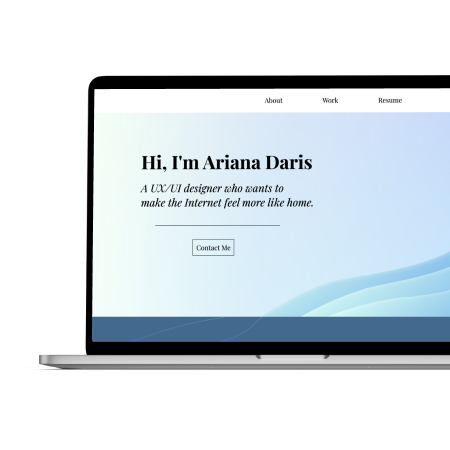 About Work Resume
Hi, I'm Ariana Daris
A UX/UI designer who wants to
make the Internet feel more like home.
Contact Me